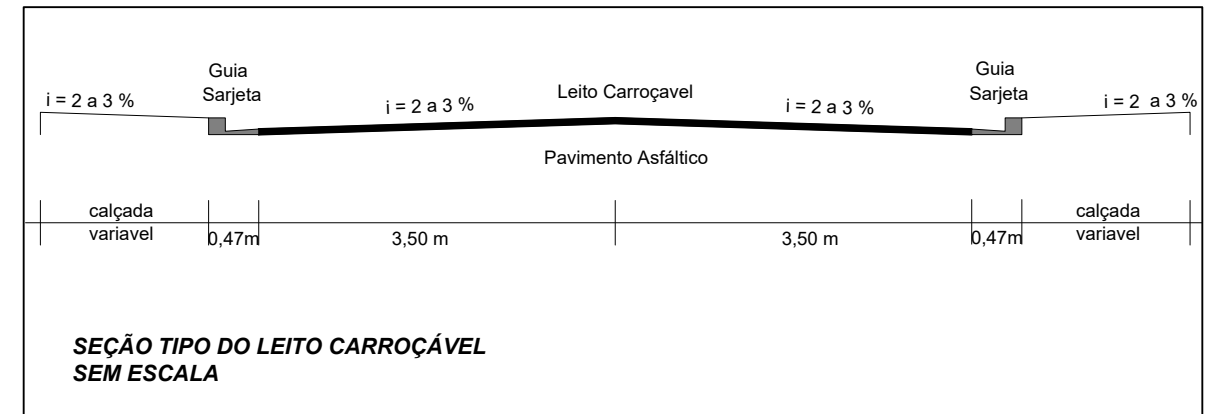 Guia
Sarjeta
Guia
Sarjeta
i = 2 a 3 %
i = 2 a 3 %
Leito Carroçavel
i = 2 a 3 %
i = 2 a 3 %
Pavimento Asfáltico
calçada
variavel
0,47m
3,50 m
3,50 m
0,47m
calçada
variavel
SEÇÃO TIPO DO LEITO CARROÇÁVEL
SEM ESCALA